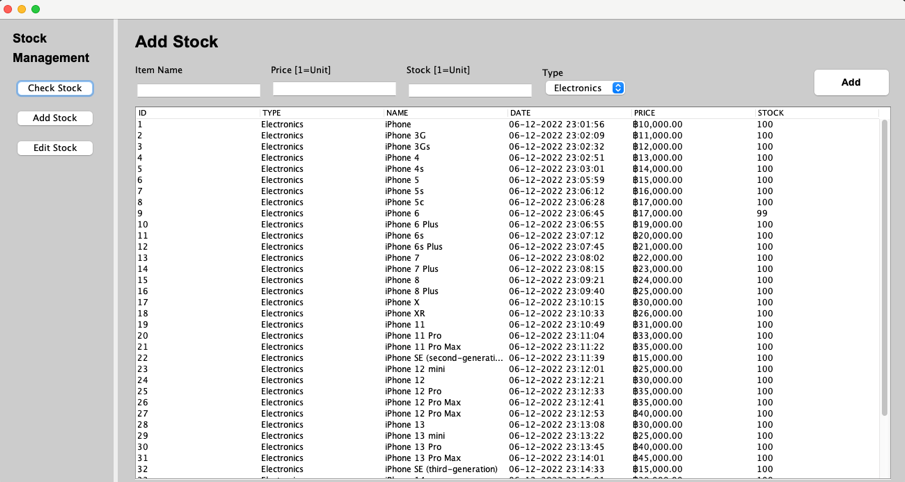 Stock
Management
Check Stock
Add Stock
Edit Stock
Add Stock
Item Name Price [1=Unit] Stock [1=Unit] Type
Electronics
Add
ID TYPE NAME DATE PRICE STOCK
1 Electronics iPhone 06-12-2022 23:01:56 ฿10,000.00 100
2 Electronics iPhone 3G 06-12-2022 23:02:09 ฿11,000.00 100
3 Electronics iPhone 3Gs 06-12-2022 23:02:32 ฿12,000.00 100
4 Electronics iPhone 4 06-12-2022 23:02:51 ฿13,000.00 100
5 Electronics iPhone 4s 06-12-2022 23:03:01 ฿14,000.00 100
6 Electronics iPhone 5 06-12-2022 23:05:59 ฿15,000.00 100
7 Electronics iPhone 5s 06-12-2022 23:06:12 ฿16,000.00 100
8 Electronics iPhone 5c 06-12-2022 23:06:28 ฿17,000.00 100
9 Electronics iPhone 6 06-12-2022 23:06:45 ฿17,000.00 99
10 Electronics iPhone 6 Plus 06-12-2022 23:06:55 ฿19,000.00 100
11 Electronics iPhone 6s 06-12-2022 23:07:12 ฿20,000.00 100
12 Electronics iPhone 6s Plus 06-12-2022 23:07:45 ฿21,000.00 100
13 Electronics iPhone 7 06-12-2022 23:08:02 ฿22,000.00 100
14 Electronics iPhone 7 Plus 06-12-2022 23:08:15 ฿23,000.00 100
15 Electronics iPhone 8 06-12-2022 23:09:21 ฿24,000.00 100
16 Electronics iPhone 8 Plus 06-12-2022 23:09:40 ฿25,000.00 100
17 Electronics iPhone X 06-12-2022 23:10:15 ฿30,000.00 100
18 Electronics iPhone XR 06-12-2022 23:10:33 ฿26,000.00 100
19 Electronics iPhone 11 06-12-2022 23:10:49 ฿31,000.00 100
20 Electronics iPhone 11 Pro 06-12-2022 23:11:04 ฿33,000.00 100
21 Electronics iPhone 11 Pro Max 06-12-2022 23:11:22 ฿35,000.00 100
22 Electronics iPhone SE (second-generati... 06-12-2022 23:11:39 ฿15,000.00 100
23 Electronics iPhone 12 mini 06-12-2022 23:12:01 ฿25,000.00 100
24 Electronics iPhone 12 06-12-2022 23:12:21 ฿30,000.00 100
25 Electronics iPhone 12 Pro 06-12-2022 23:12:33 ฿35,000.00 100
26 Electronics iPhone 12 Pro Max 06-12-2022 23:12:41 ฿35,000.00 100
27 Electronics iPhone 12 Pro Max 06-12-2022 23:12:53 ฿40,000.00 100
28 Electronics iPhone 13 06-12-2022 23:13:08 ฿30,000.00 100
29 Electronics iPhone 13 mini 06-12-2022 23:13:22 ฿25,000.00 100
30 Electronics iPhone 13 Pro 06-12-2022 23:13:45 ฿40,000.00 100
31 Electronics iPhone 13 Pro Max 06-12-2022 23:14:01 ฿45,000.00 100
32 Electronics iPhone SE (third-generation) 06-12-2022 23:14:33 ฿15,000.00 100